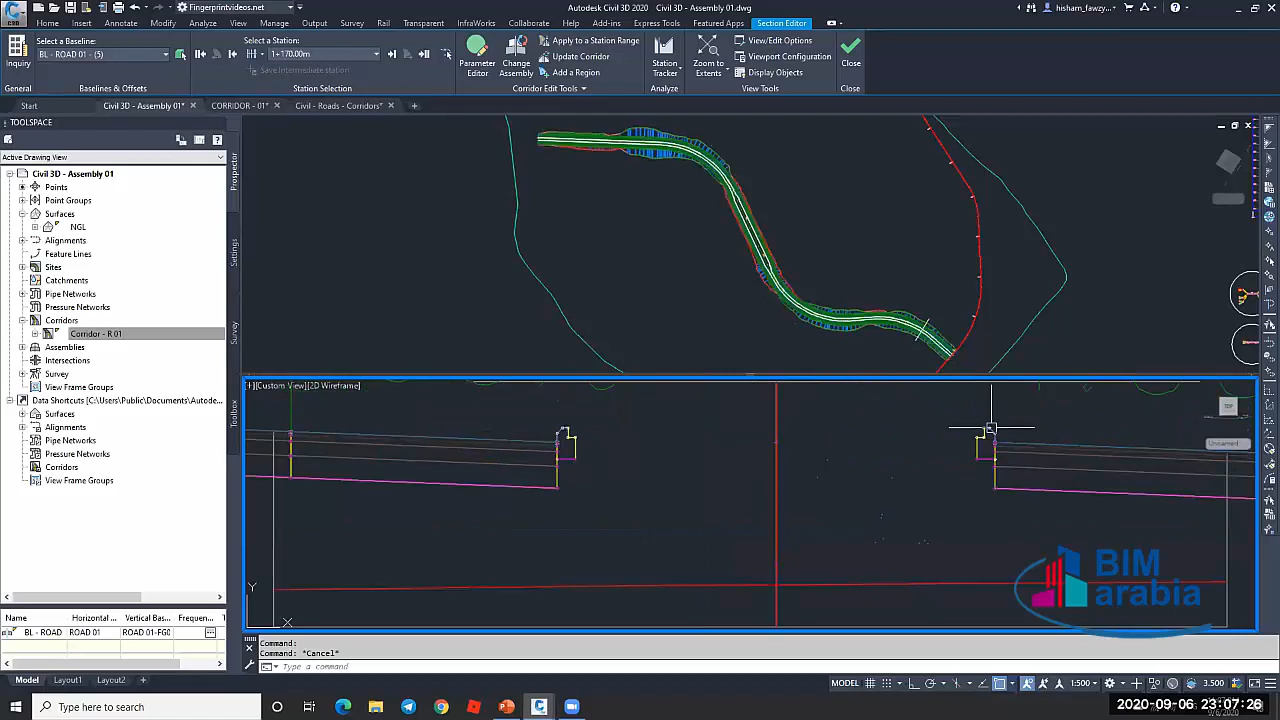 Fingerprintvideos.net
Autodesk Civil 3D 2020 Civil 3D - Assembly 01.dwg
hisham_fawzy...
Home Insert Annotate Modify Analyze View Manage Output Survey Rail Transparent InfraWorks Collaborate Help Add-ins Express Tools Featured Apps Section Editor
Inquiry
Select a Baseline:
BL - ROAD 01 - (5)
Select a Station:
1+170.00m
Save Intermediate station
Parameter Editor
Change Assembly
Apply to a Station Range
Update Corridor
Add a Region
Station Tracker
Zoom to Extents
View/Edit Options
Viewport Configuration
Display Objects
Close
General Baselines & Offsets Station Selection Corridor Edit Tools Analyze View Tools Close
Start Civil 3D - Assembly 01* CORRIDOR - 01* Civil - Roads - Corridors*
TOOLSPACE
Active Drawing View
Civil 3D - Assembly 01
Points
Point Groups
Surfaces
NGL
Alignments
Feature Lines
Sites
Catchments
Pipe Networks
Pressure Networks
Corridors
Corridor - R 01
Assemblies
Intersections
Survey
View Frame Groups
Data Shortcuts [C:\Users\Public\Documents\Autode...
Surfaces
Alignments
Pipe Networks
Pressure Networks
Corridors
View Frame Groups
Prospector
Settings
Survey
Toolbox
Name Horizontal ... Vertical Bas... Frequen...
BL - ROAD ROAD 01 ROAD 01-FG0
[+][Custom View][2D Wireframe]
TOP
Unnamed
Y
X
BIM
arabia
Command:
Command: *Cancel*
Type a command
Model Layout1 Layout2
MODEL
1:500
3.500
Type here to search
2020-09-06 23:07:26